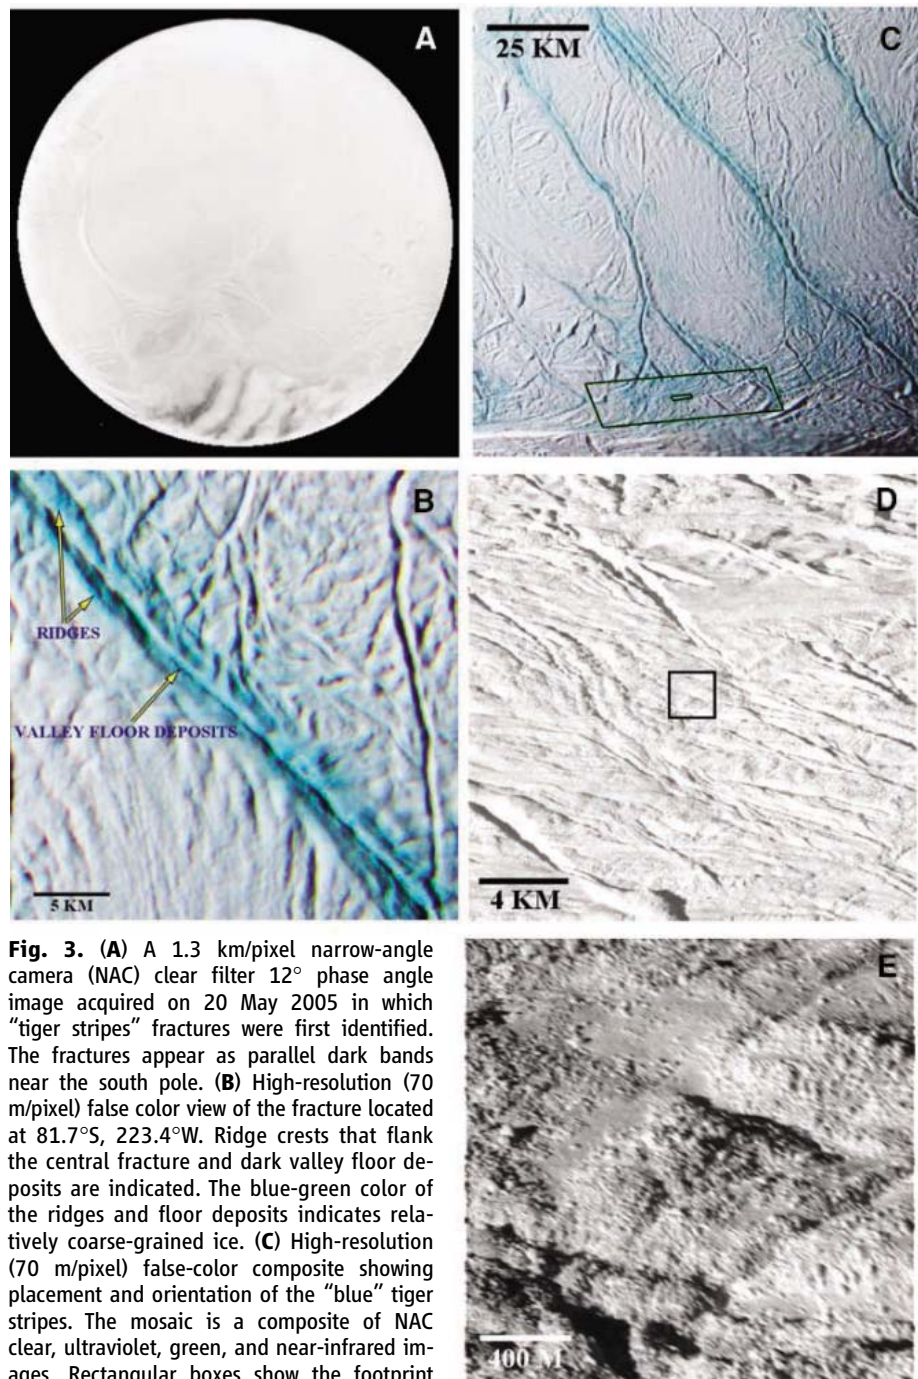 A
25 KM
C
B
RIDGES
VALLEY FLOOR DEPOSITS
5 KM
D
4 KM
Fig. 3. (A) A 1.3 km/pixel narrow-angle
camera (NAC) clear filter 12° phase angle
image acquired on 20 May 2005 in which
"tiger stripes" fractures were first identified.
The fractures appear as parallel dark bands
near the south pole. (B) High-resolution (70
m/pixel) false color view of the fracture located
at 81.7°S, 223.4°W. Ridge crests that flank
the central fracture and dark valley floor de-
posits are indicated. The blue-green color of
the ridges and floor deposits indicates rela-
tively coarse-grained ice. (C) High-resolution
(70 m/pixel) false-color composite showing
placement and orientation of the "blue" tiger
stripes. The mosaic is a composite of NAC
clear, ultraviolet, green, and near-infrared im-
ages. Rectangular boxes show the footprint
E
400 M